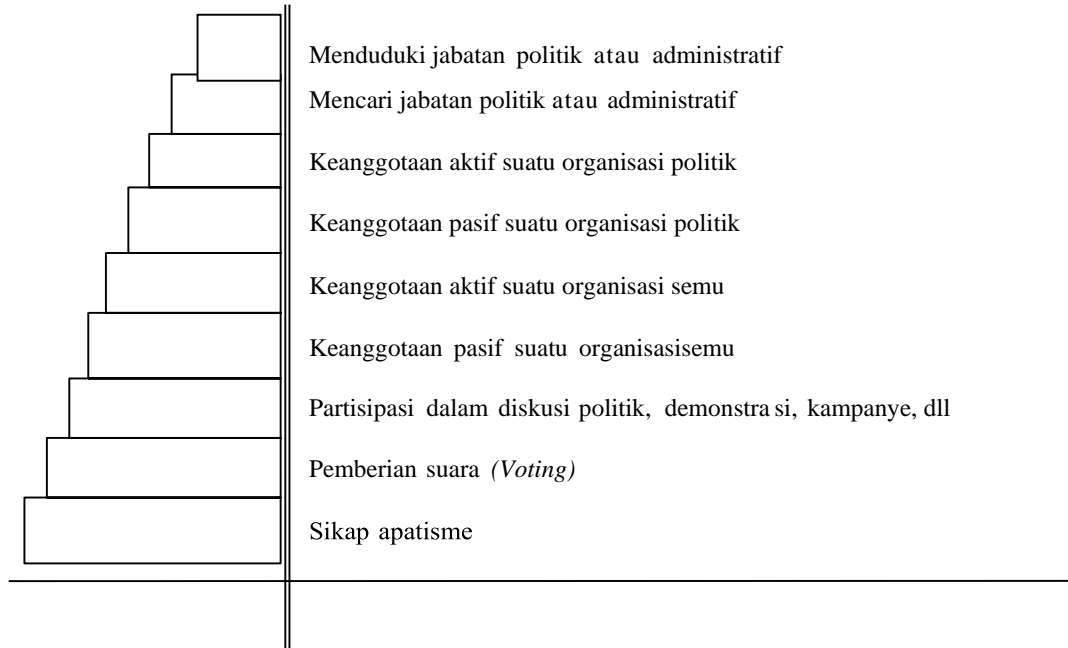 Menduduki jabatan politik atau administratif
Mencari jabatan politik atau administratif
Keanggotaan aktif suatu organisasi politik
Keanggotaan pasif suatu organisasi politik
Keanggotaan aktif suatu organisasi semu
Keanggotaan pasif suatu organisasisemu
Partisipasi dalam diskusi politik, demonstra si, kampanye, dll
Pemberian suara (Voting)
Sikap apatisme